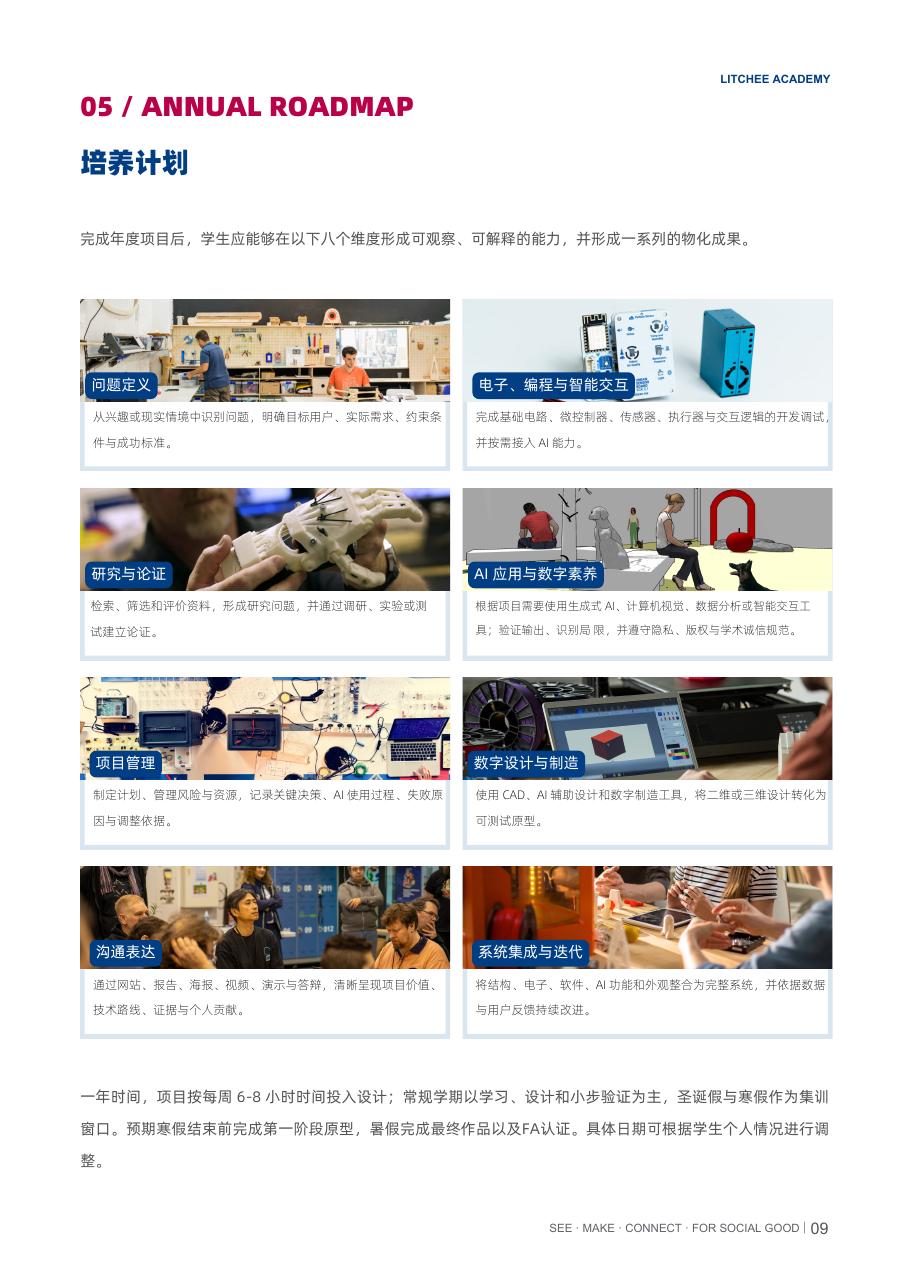 LITCHEE ACADEMY
05 / ANNUAL ROADMAP
培养计划
完成年度项目后，学生应能够在以下八个维度形成可观察、可解释的能力，并形成一系列的物化成果。
问题定义
从兴趣或现实情境中识别问题，明确目标用户、实际需求、约束条
件与成功标准。
电子、编程与智能交互
完成基础电路、微控制器、传感器、执行器与交互逻辑的开发调试，
并按需接入 AI 能力。
研究与论证
检索、筛选和评价资料，形成研究问题，并通过调研、实验或测
试建立论证。
AI 应用与数字素养
根据项目需要使用生成式 AI、计算机视觉、数据分析或智能交互工
具；验证输出、识别局 限，并遵守隐私、版权与学术诚信规范。
项目管理
制定计划、管理风险与资源，记录关键决策、AI 使用过程、失败原
因与调整依据。
数字设计与制造
使用 CAD、AI 辅助设计和数字制造工具，将二维或三维设计转化为
可测试原型。
沟通表达
通过网站、报告、海报、视频、演示与答辩，清晰呈现项目价值、
技术路线、证据与个人贡献。
系统集成与迭代
将结构、电子、软件、AI 功能和外观整合为完整系统，并依据数据
与用户反馈持续改进。
一年时间，项目按每周 6-8 小时时间投入设计；常规学期以学习、设计和小步验证为主，圣诞假与寒假作为集训
窗口。预期寒假结束前完成第一阶段原型，暑假完成最终作品以及FA认证。具体日期可根据学生个人情况进行调
整。
SEE · MAKE · CONNECT · FOR SOCIAL GOOD | 09